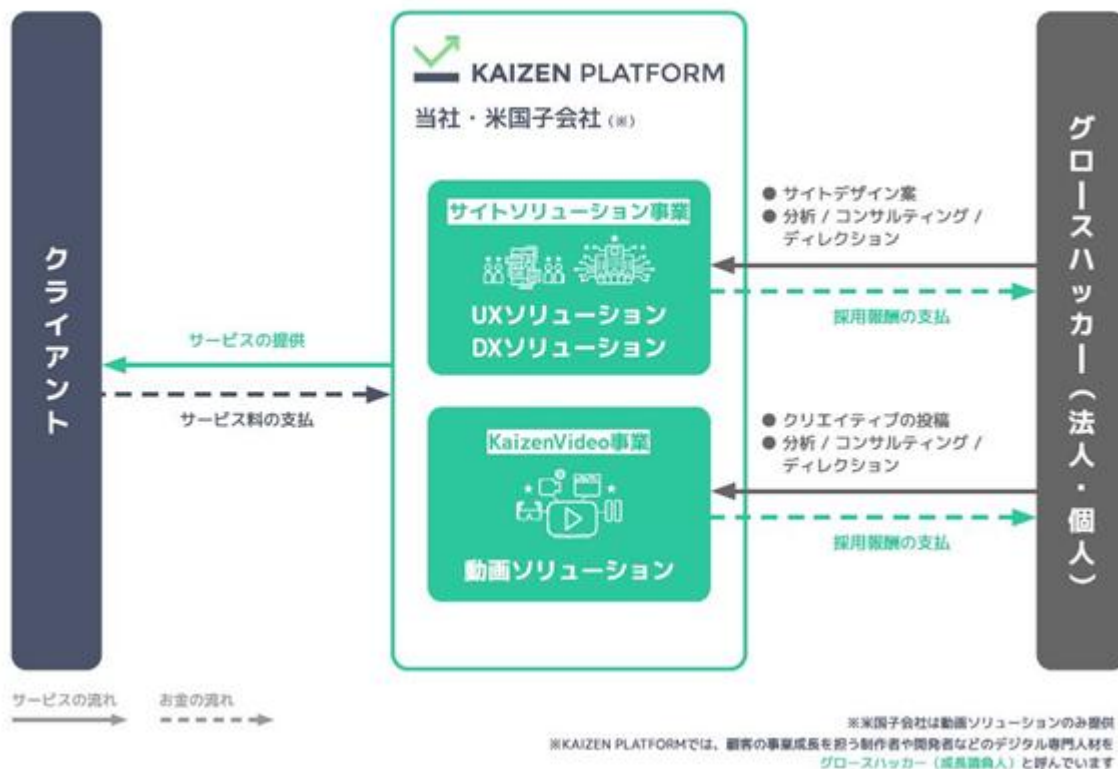 KAIZEN PLATFORM
当社・米国子会社(※)
クライアント
サービスの提供
サービス料の支払
サイトソリューション事業
UXソリューション
DXソリューション
KaizenVideo事業
動画ソリューション
● サイトデザイン案
● 分析 / コンサルティング /
ディレクション
採用報酬の支払
● クリエイティブの投稿
● 分析 / コンサルティング /
ディレクション
採用報酬の支払
グロースハッカー(法人・個人)
サービスの流れ
お金の流れ
※米国子会社は動画ソリューションのみ提供
※KAIZEN PLATFORMでは、顧客の事業成長を担う制作者や開発者などのデジタル専門人材を
グロースハッカー(成長請負人)と呼んでいます